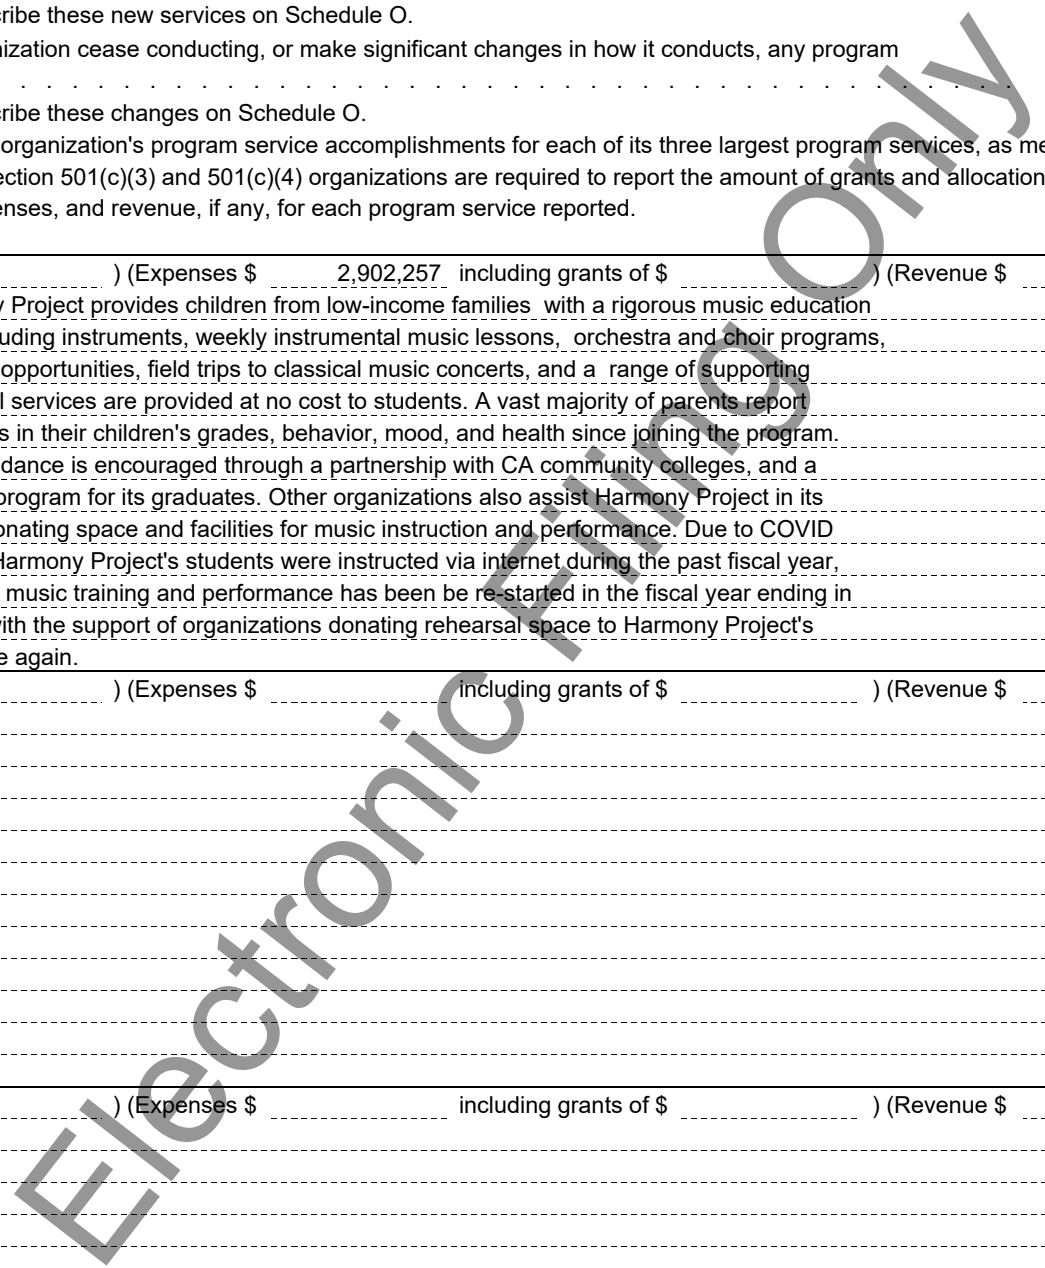 ribe these new services on Schedule O.
nization cease conducting, or make significant changes in how it conducts, any program
. . . . . . . . . . . . . . . . . . . . . . . . . . . . . . . . . . . . . . .
ribe these changes on Schedule O.
organization's program service accomplishments for each of its three largest program services, as me
ection 501(c)(3) and 501(c)(4) organizations are required to report the amount of grants and allocation
enses, and revenue, if any, for each program service reported.
) (Expenses $ 2,902,257 including grants of $ ) (Revenue $
y Project provides children from low-income families with a rigorous music education
uding instruments, weekly instrumental music lessons, orchestra and choir programs,
opportunities, field trips to classical music concerts, and a range of supporting
l services are provided at no cost to students. A vast majority of parents report
s in their children's grades, behavior, mood, and health since joining the program.
dance is encouraged through a partnership with CA community colleges, and a
program for its graduates. Other organizations also assist Harmony Project in its
onating space and facilities for music instruction and performance. Due to COVID
Harmony Project's students were instructed via internet during the past fiscal year,
music training and performance has been be re-started in the fiscal year ending in
with the support of organizations donating rehearsal space to Harmony Project's
e again.
) (Expenses $ including grants of $ ) (Revenue $
) (Expenses $ including grants of $ ) (Revenue $
Electronic Filing Only